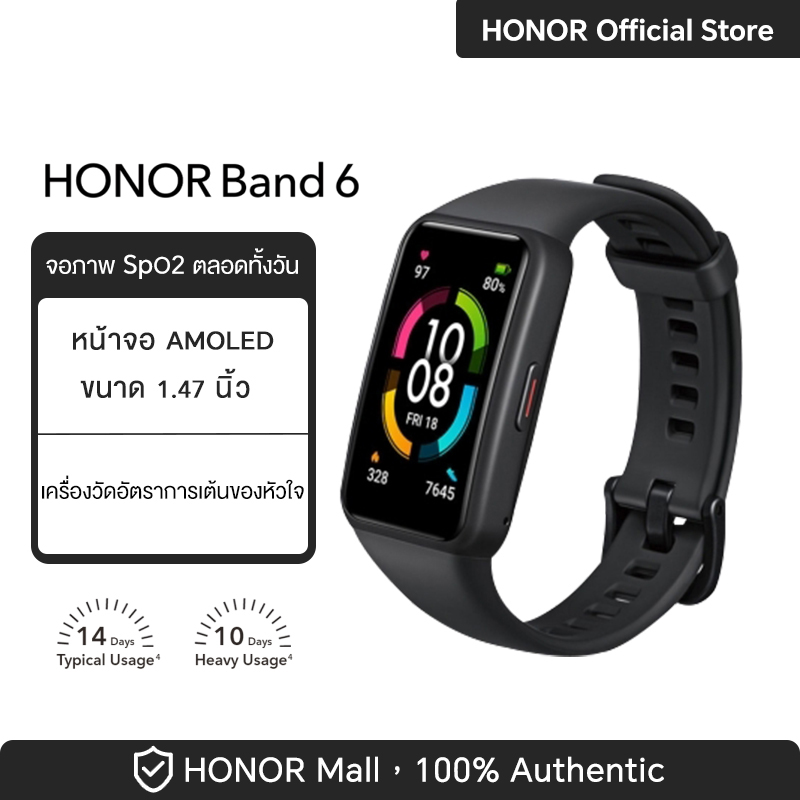 HONOR Official Store
HONOR Band 6
จอภาพ SpO2 ตลอดทั้งวัน
หน้าจอ AMOLED
ขนาด 1.47 นิ้ว
เครื่องวัดอัตราการเต้นของหัวใจ
97
80%
10
08
FRI 18
328
7645
14 Days
Typical Usage⁴
10 Days
Heavy Usage⁴
HONOR Mall, 100% Authentic